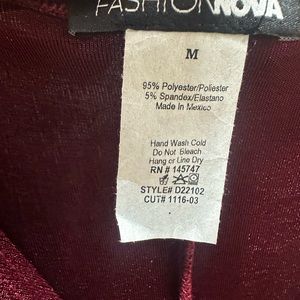 FASHIONNOVA
M
95% Polyester/Poliester
5% Spandex/Elastano
Made in Mexico
Hand Wash Cold
Do Not Bleach
Hang or Line Dry
RN # 145747
STYLE# D22102
CUT# 1116-03